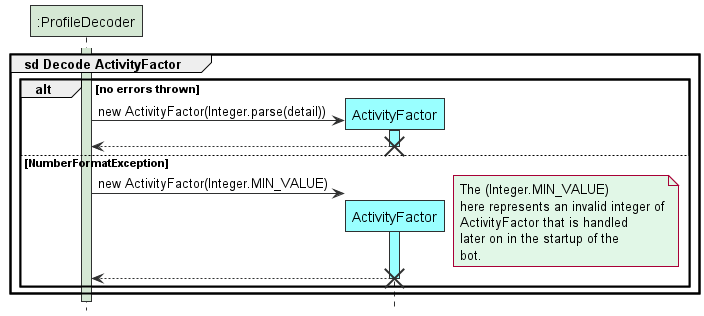 :ProfileDecoder
sd Decode ActivityFactor
alt
[no errors thrown]
new ActivityFactor(Integer.parse(detail))
ActivityFactor
[NumberFormatException]
new ActivityFactor(Integer.MIN_VALUE)
ActivityFactor
The (Integer.MIN_VALUE)
here represents an invalid integer of
ActivityFactor that is handled
later on in the startup of the
bot.